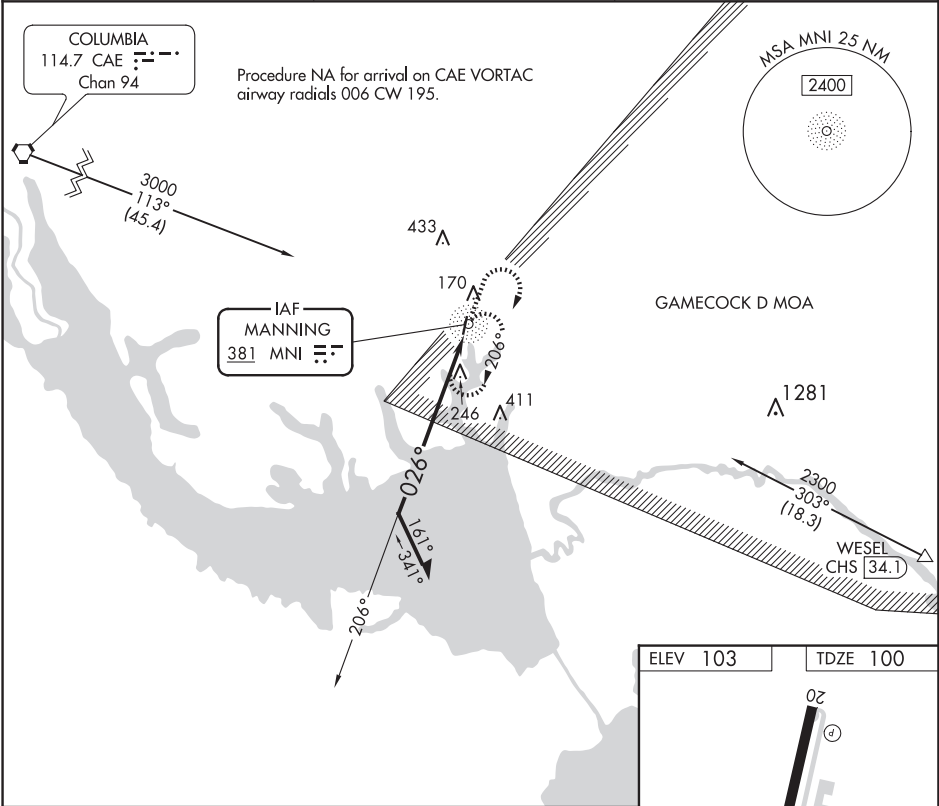 COLUMBIA
114.7 CAE
Chan 94
Procedure NA for arrival on CAE VORTAC
airway radials 006 CW 195.
MSA MNI 25 NM
2400
3000
113°
(45.4)
433
170
IAF
MANNING
381 MNI
206°
246
411
GAMECOCK D MOA
1281
026°
161°
341°
206°
2300
303°
(18.3)
WESEL
CHS 34.1
ELEV 103
TDZE 100
20
P